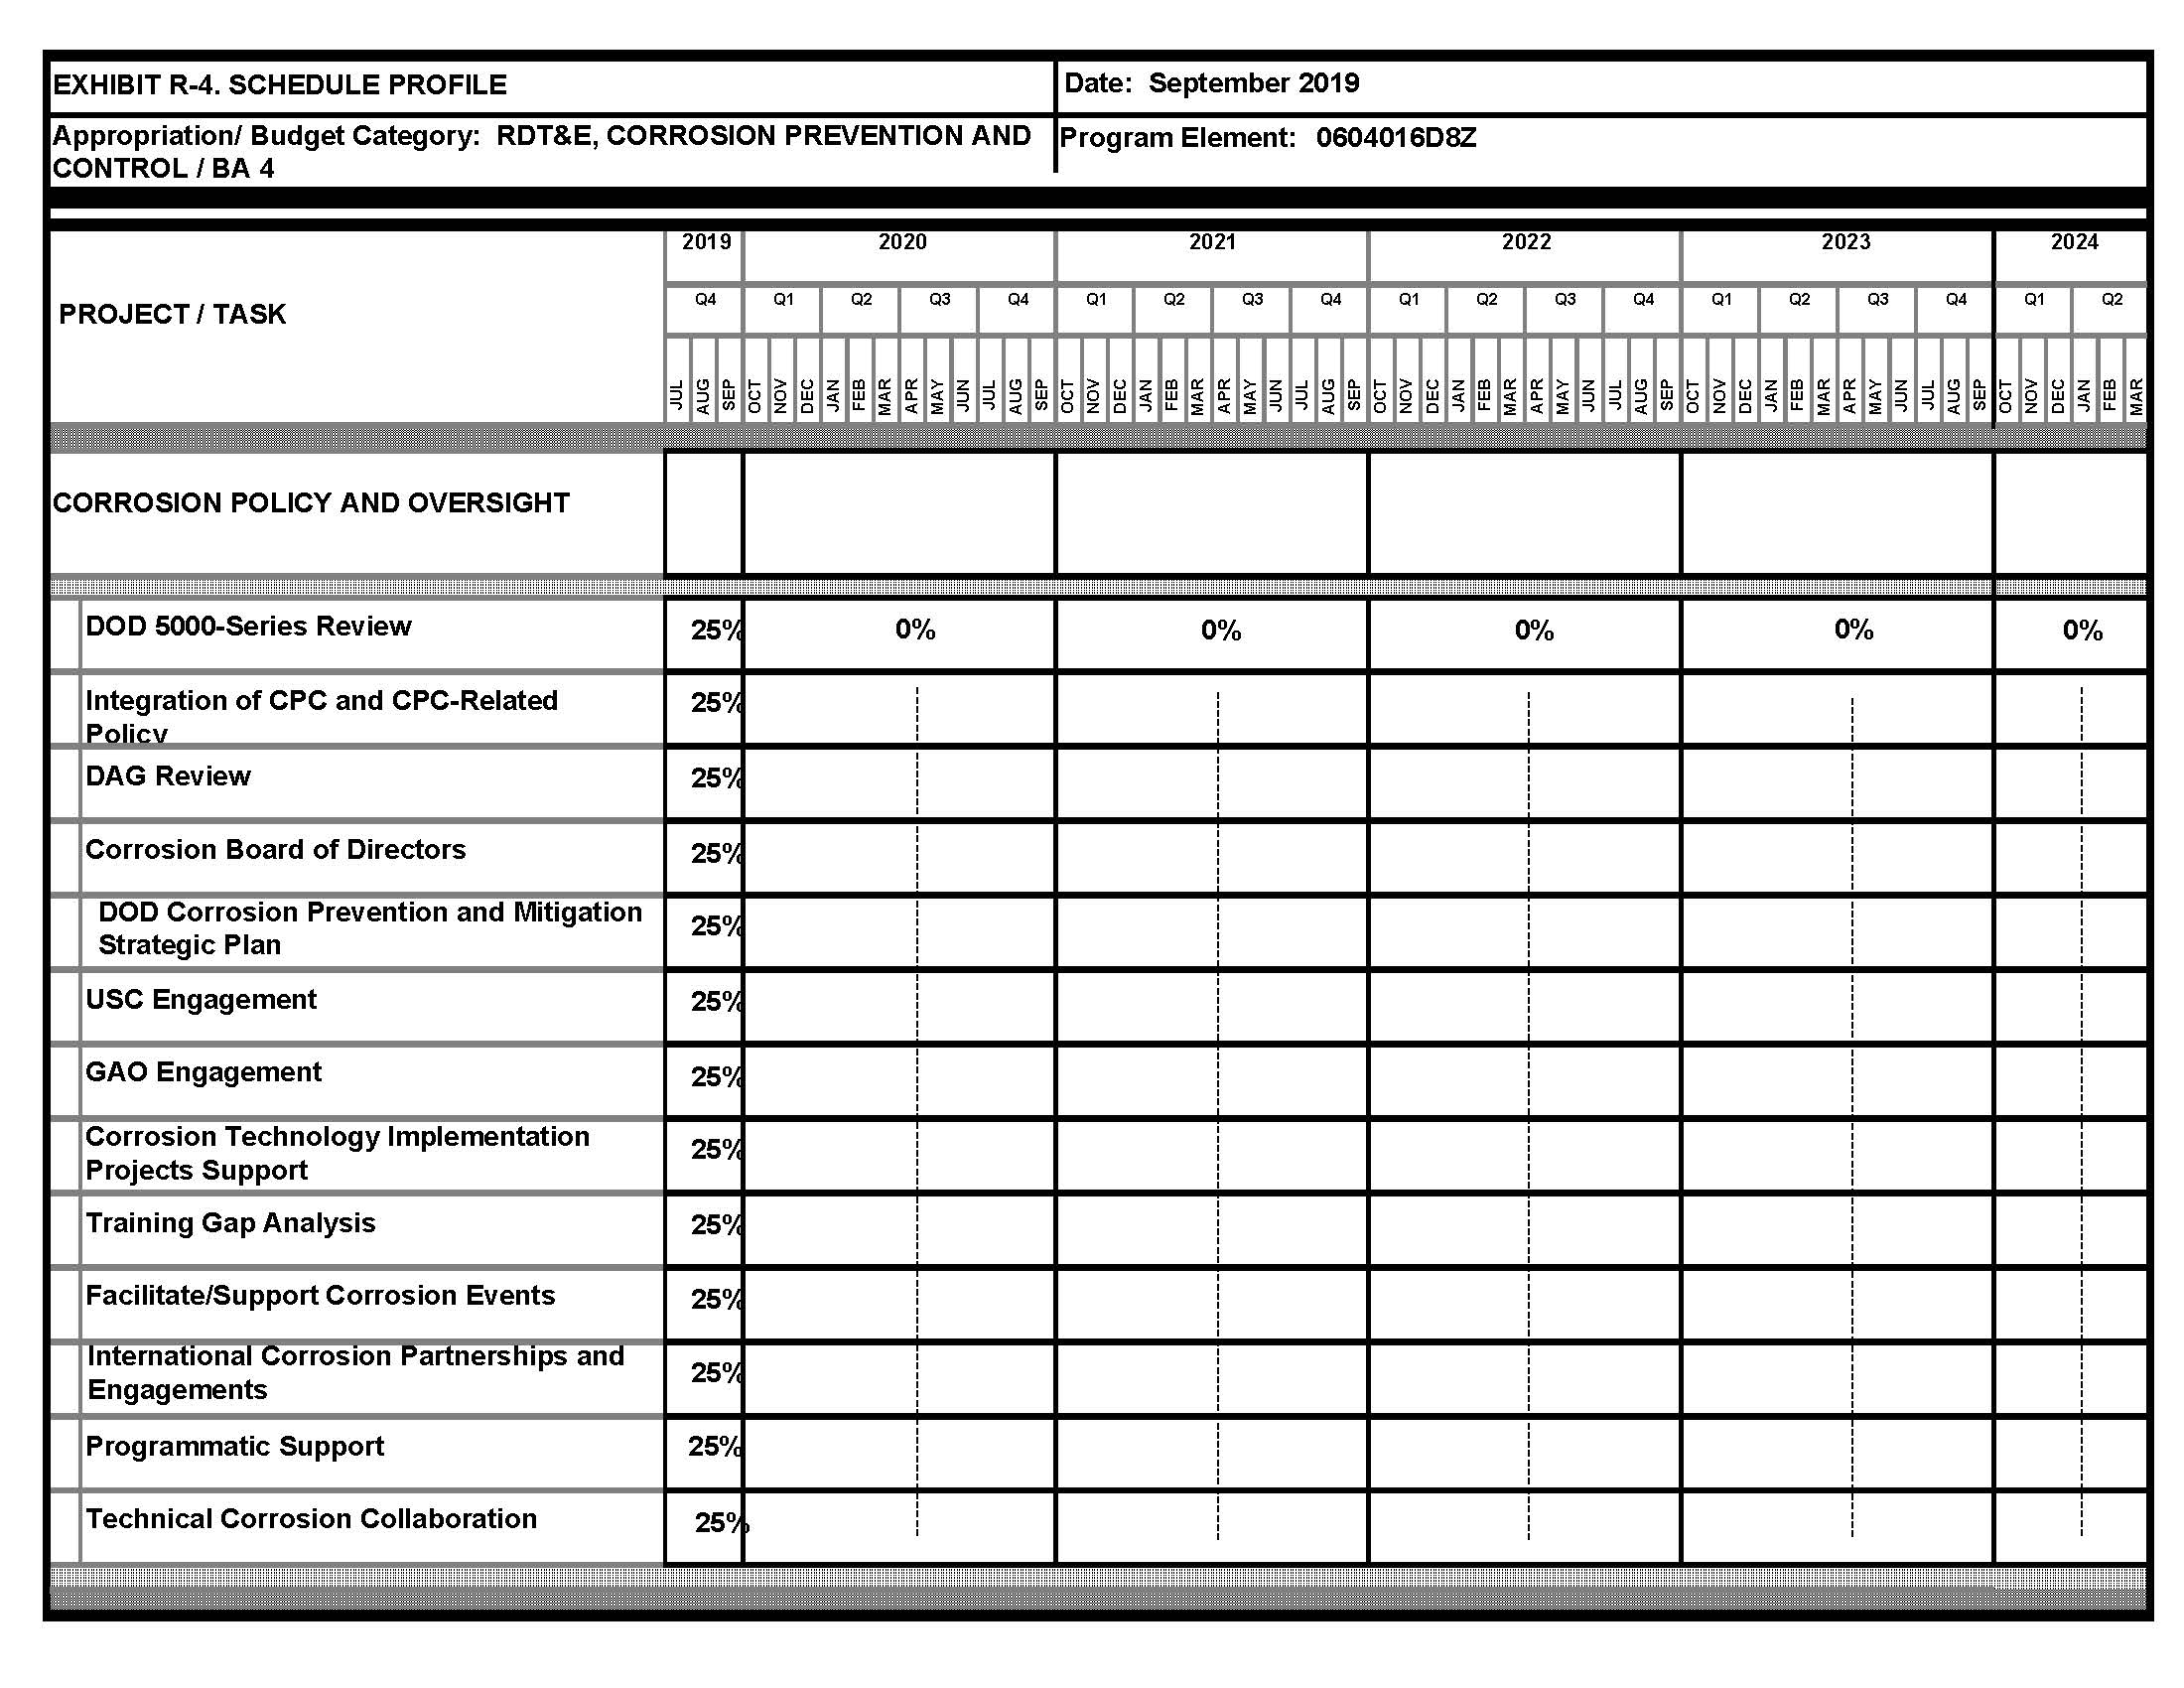 EXHIBIT R-4. SCHEDULE PROFILE
Date: September 2019
Appropriation/ Budget Category: RDT&E, CORROSION PREVENTION AND
CONTROL / BA 4
Program Element: 0604016D8Z
2019 2020 2021 2022 2023 2024
PROJECT / TASK
Q4 Q1 Q2 Q3 Q4 Q1 Q2 Q3 Q4 Q1 Q2 Q3 Q4 Q1 Q2 Q3 Q4 Q1 Q2
JUL AUG SEP OCT NOV DEC JAN FEB MAR APR MAY JUN JUL AUG SEP OCT NOV DEC JAN FEB MAR APR MAY JUN JUL AUG SEP OCT NOV DEC JAN FEB MAR APR MAY JUN JUL AUG SEP OCT NOV DEC JAN FEB MAR APR MAY JUN JUL AUG SEP OCT NOV DEC JAN FEB MAR
CORROSION POLICY AND OVERSIGHT
DOD 5000-Series Review 25% 0% 0% 0% 0% 0%
Integration of CPC and CPC-Related 25%
Policy
DAG Review 25%
Corrosion Board of Directors 25%
DOD Corrosion Prevention and Mitigation 25%
Strategic Plan
USC Engagement 25%
GAO Engagement 25%
Corrosion Technology Implementation 25%
Projects Support
Training Gap Analysis 25%
Facilitate/Support Corrosion Events 25%
International Corrosion Partnerships and 25%
Engagements
Programmatic Support 25%
Technical Corrosion Collaboration 25%